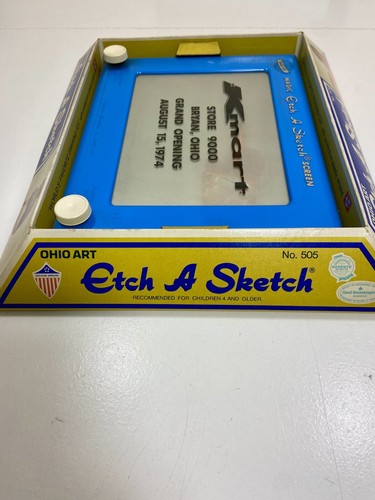 Kmart
STORE 9000
BRYAN, OHIO
GRAND OPENING
AUGUST 15, 1974
MAGIC Etch A Sketch® SCREEN
OHIO ART
No. 505
Etch A Sketch®
RECOMMENDED FOR CHILDREN 4 AND OLDER